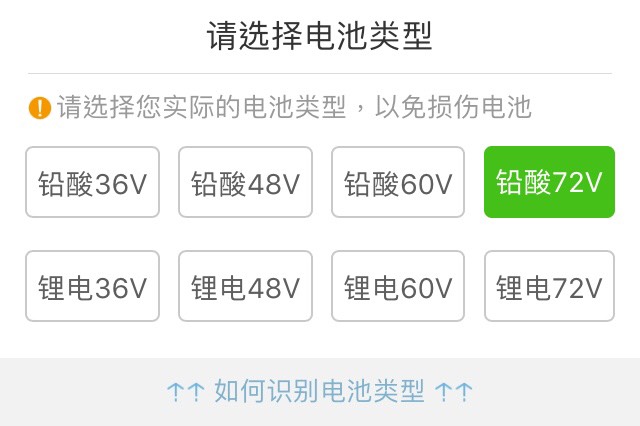 请选择电池类型
请选择您实际的电池类型，以免损伤电池
铅酸36V 铅酸48V 铅酸60V 铅酸72V
锂电36V 锂电48V 锂电60V 锂电72V
↑↑ 如何识别电池类型 ↑↑